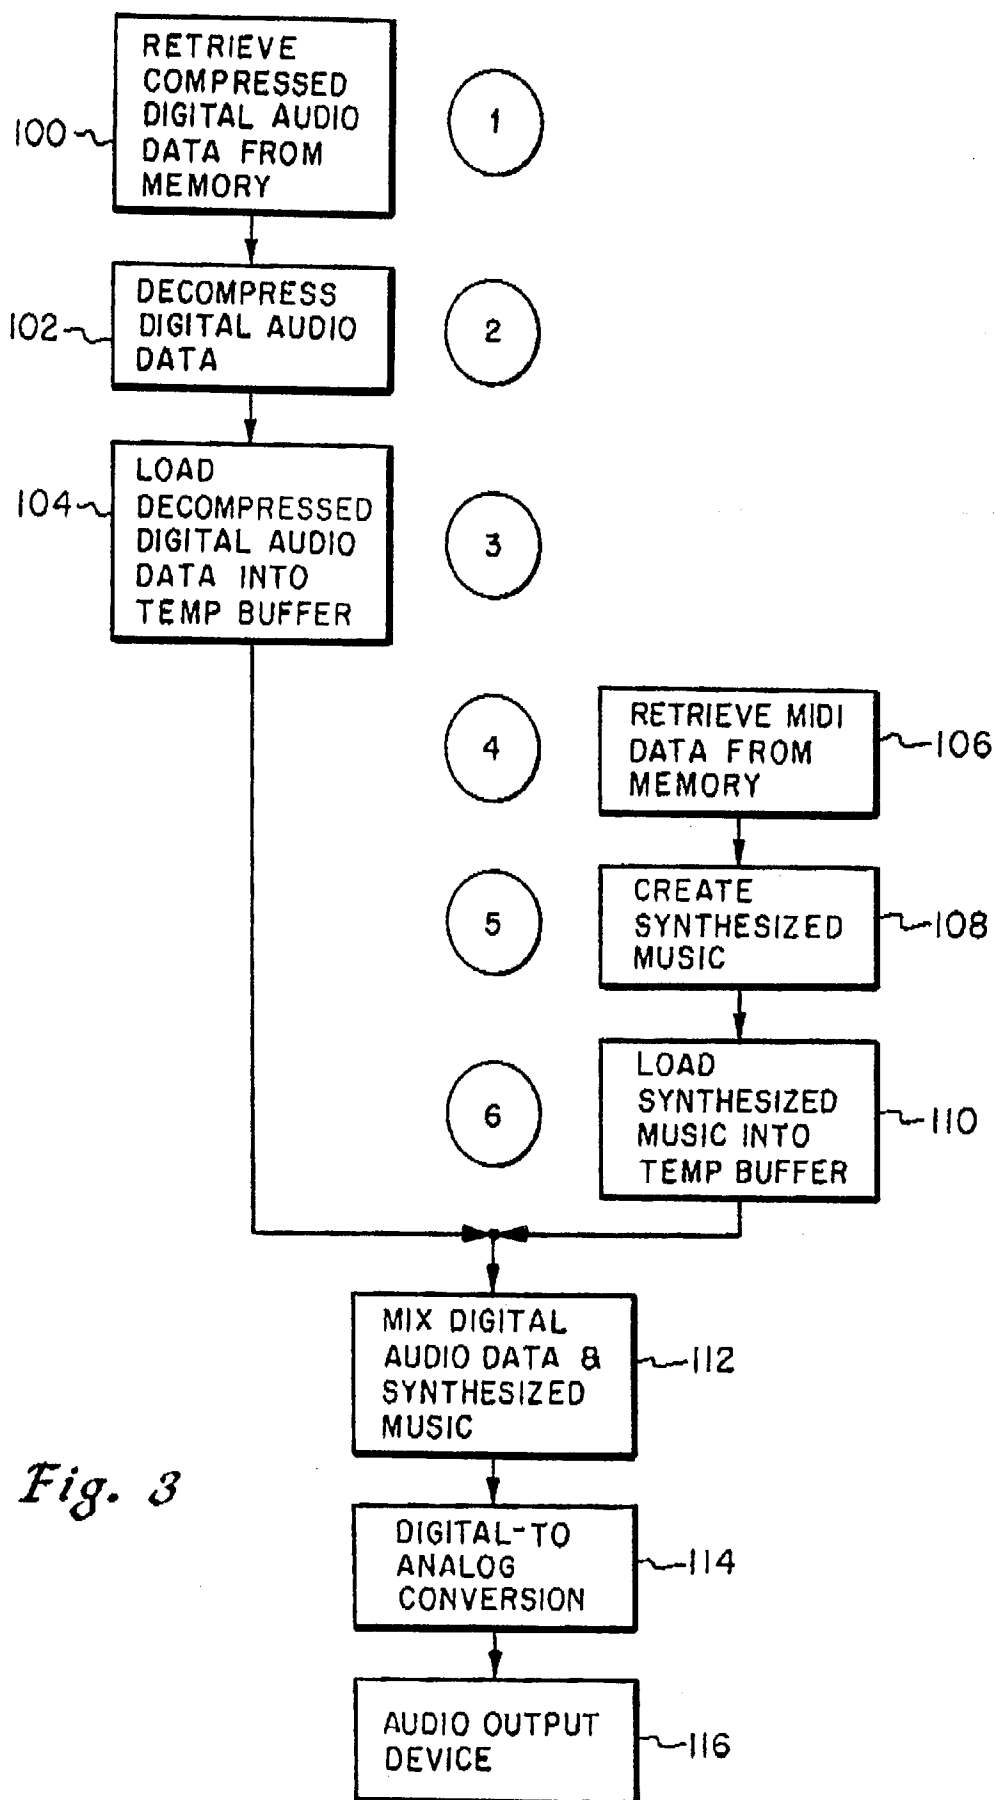 RETRIEVE
COMPRESSED
DIGITAL AUDIO
DATA FROM
MEMORY
100
1
DECOMPRESS
DIGITAL AUDIO
DATA
102
2
LOAD
DECOMPRESSED
DIGITAL AUDIO
DATA INTO
TEMP BUFFER
104
3
4
RETRIEVE MIDI
DATA FROM
MEMORY
106
5
CREATE
SYNTHESIZED
MUSIC
108
6
LOAD
SYNTHESIZED
MUSIC INTO
TEMP BUFFER
110
MIX DIGITAL
AUDIO DATA &
SYNTHESIZED
MUSIC
112
Fig. 3
DIGITAL-TO
ANALOG
CONVERSION
114
AUDIO OUTPUT
DEVICE
116